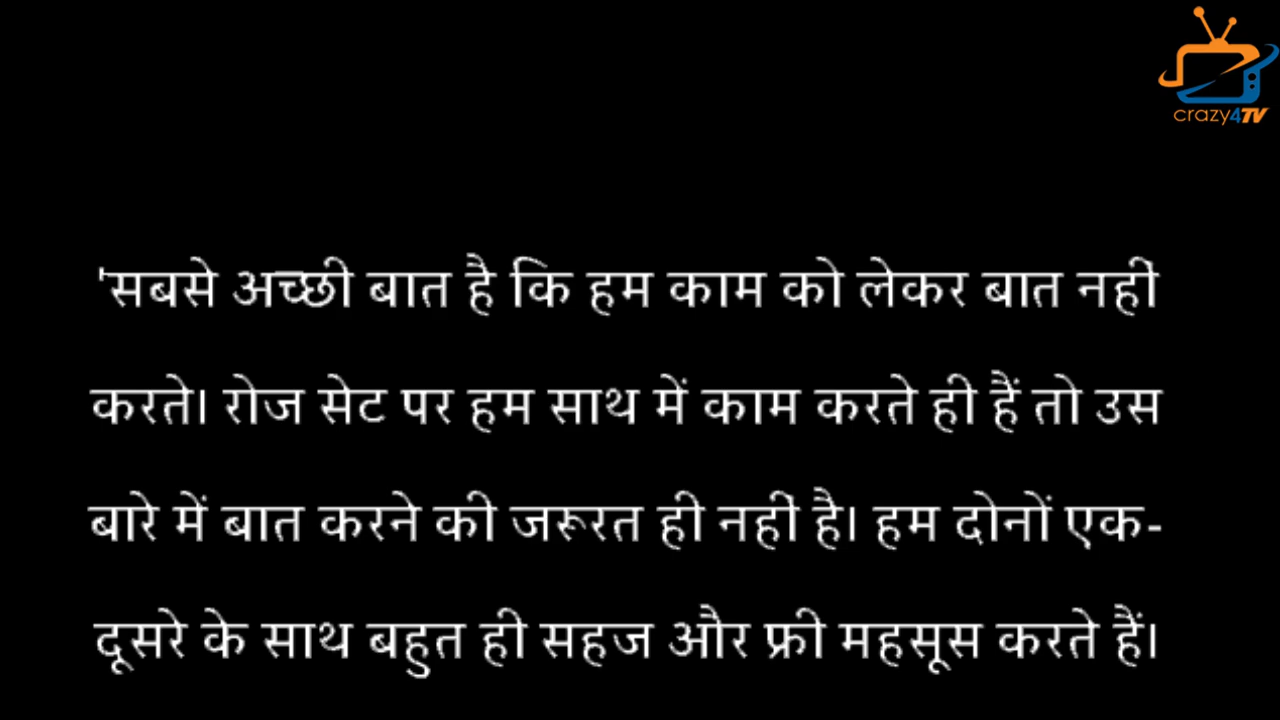 crazy4TV
'सबसे अच्छी बात है कि हम काम को लेकर बात नहीं
करते। रोज सेट पर हम साथ में काम करते ही हैं तो उस
बारे में बात करने की जरूरत ही नहीं है। हम दोनों एक-
दूसरे के साथ बहुत ही सहज और फ्री महसूस करते हैं।